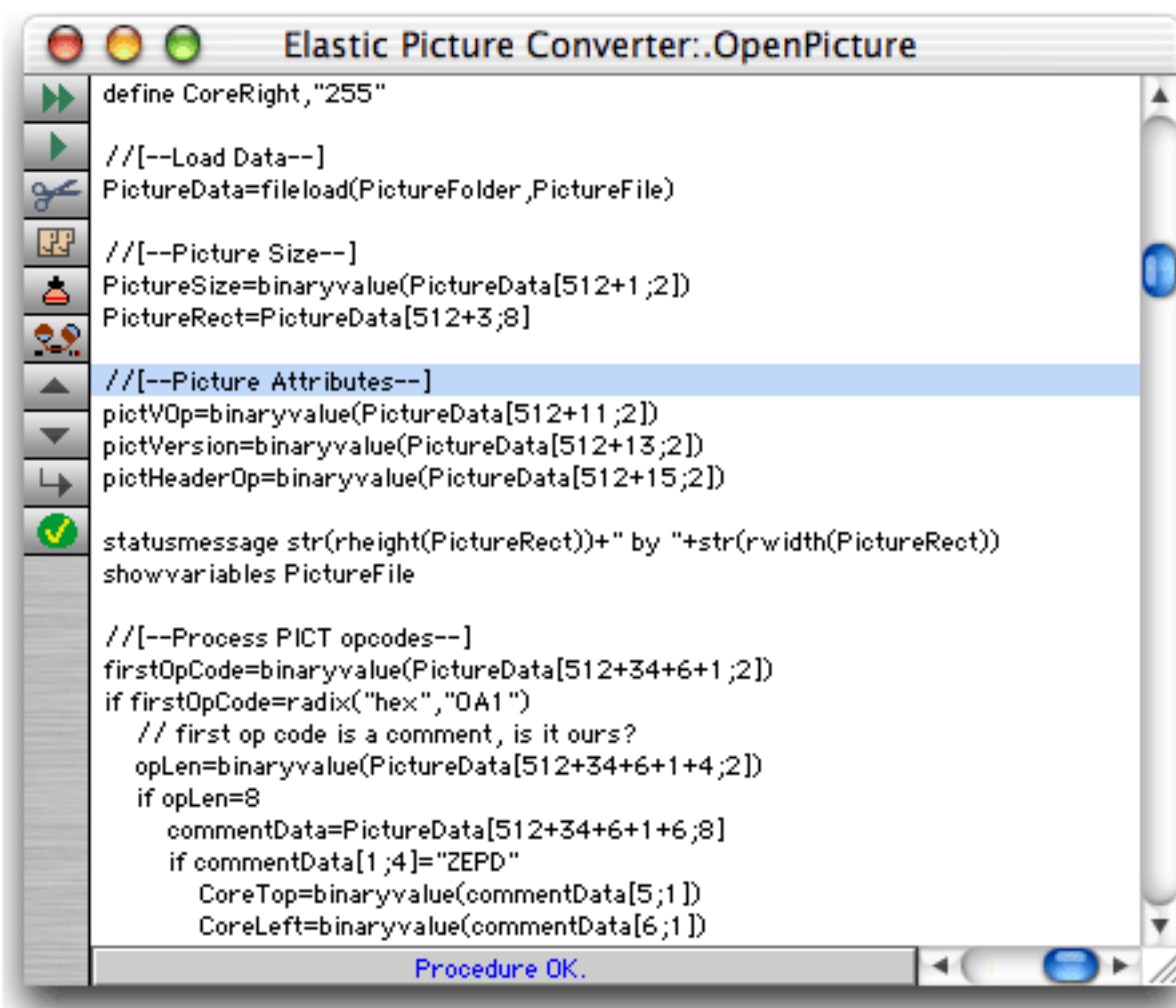 Elastic Picture Converter:.OpenPicture
define CoreRight,"255"
//[--Load Data--]
PictureData=fileload(PictureFolder,PictureFile)
//[--Picture Size--]
PictureSize=binaryvalue(PictureData[512+1;2])
PictureRect=PictureData[512+3;8]
//[--Picture Attributes--]
pictVOp=binaryvalue(PictureData[512+11;2])
pictVersion=binaryvalue(PictureData[512+13;2])
pictHeaderOp=binaryvalue(PictureData[512+15;2])
statusmessage str(rheight(PictureRect))+" by "+str(rwidth(PictureRect))
showvariables PictureFile
//[--Process PICT opcodes--]
firstOpCode=binaryvalue(PictureData[512+34+6+1;2])
if firstOpCode=radix("hex","0A1")
// first op code is a comment, is it ours?
opLen=binaryvalue(PictureData[512+34+6+1+4;2])
if opLen=8
commentData=PictureData[512+34+6+1+6;8]
if commentData[1;4]="ZEPD"
CoreTop=binaryvalue(commentData[5;1])
CoreLeft=binaryvalue(commentData[6;1])
Procedure OK.